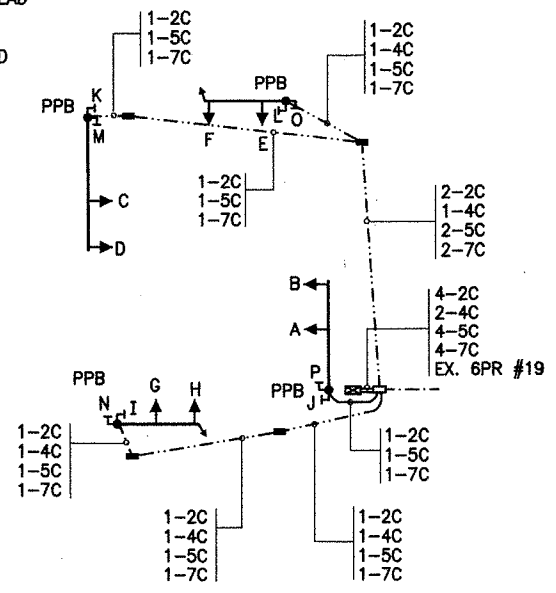 D
1-2C
1-5C
1-7C
1-2C
1-4C
1-5C
1-7C
PPB
K
M
PPB
L
O
F
E
C
D
1-2C
1-5C
1-7C
2-2C
1-4C
2-5C
2-7C
B
A
4-2C
2-4C
4-5C
4-7C
EX. 6PR #19
PPB
P
J
PPB
N
I
G
H
1-2C
1-4C
1-5C
1-7C
1-2C
1-5C
1-7C
1-2C
1-4C
1-5C
1-7C
1-2C
1-4C
1-5C
1-7C